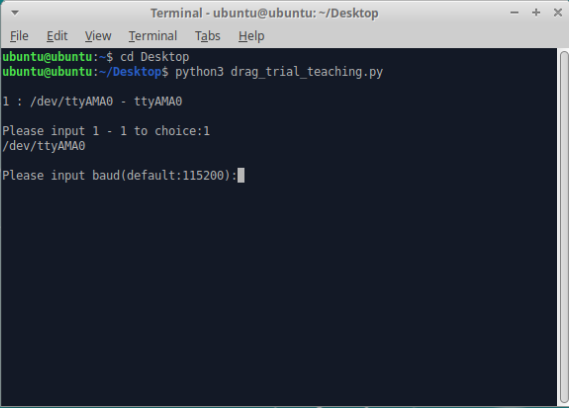 Terminal - ubuntu@ubuntu: ~/Desktop
File Edit View Terminal Tabs Help
ubuntu@ubuntu:~$ cd Desktop
ubuntu@ubuntu:~/Desktop$ python3 drag_trial_teaching.py
1 : /dev/ttyAMA0 - ttyAMA0
Please input 1 - 1 to choice:1
/dev/ttyAMA0
Please input baud(default:115200):